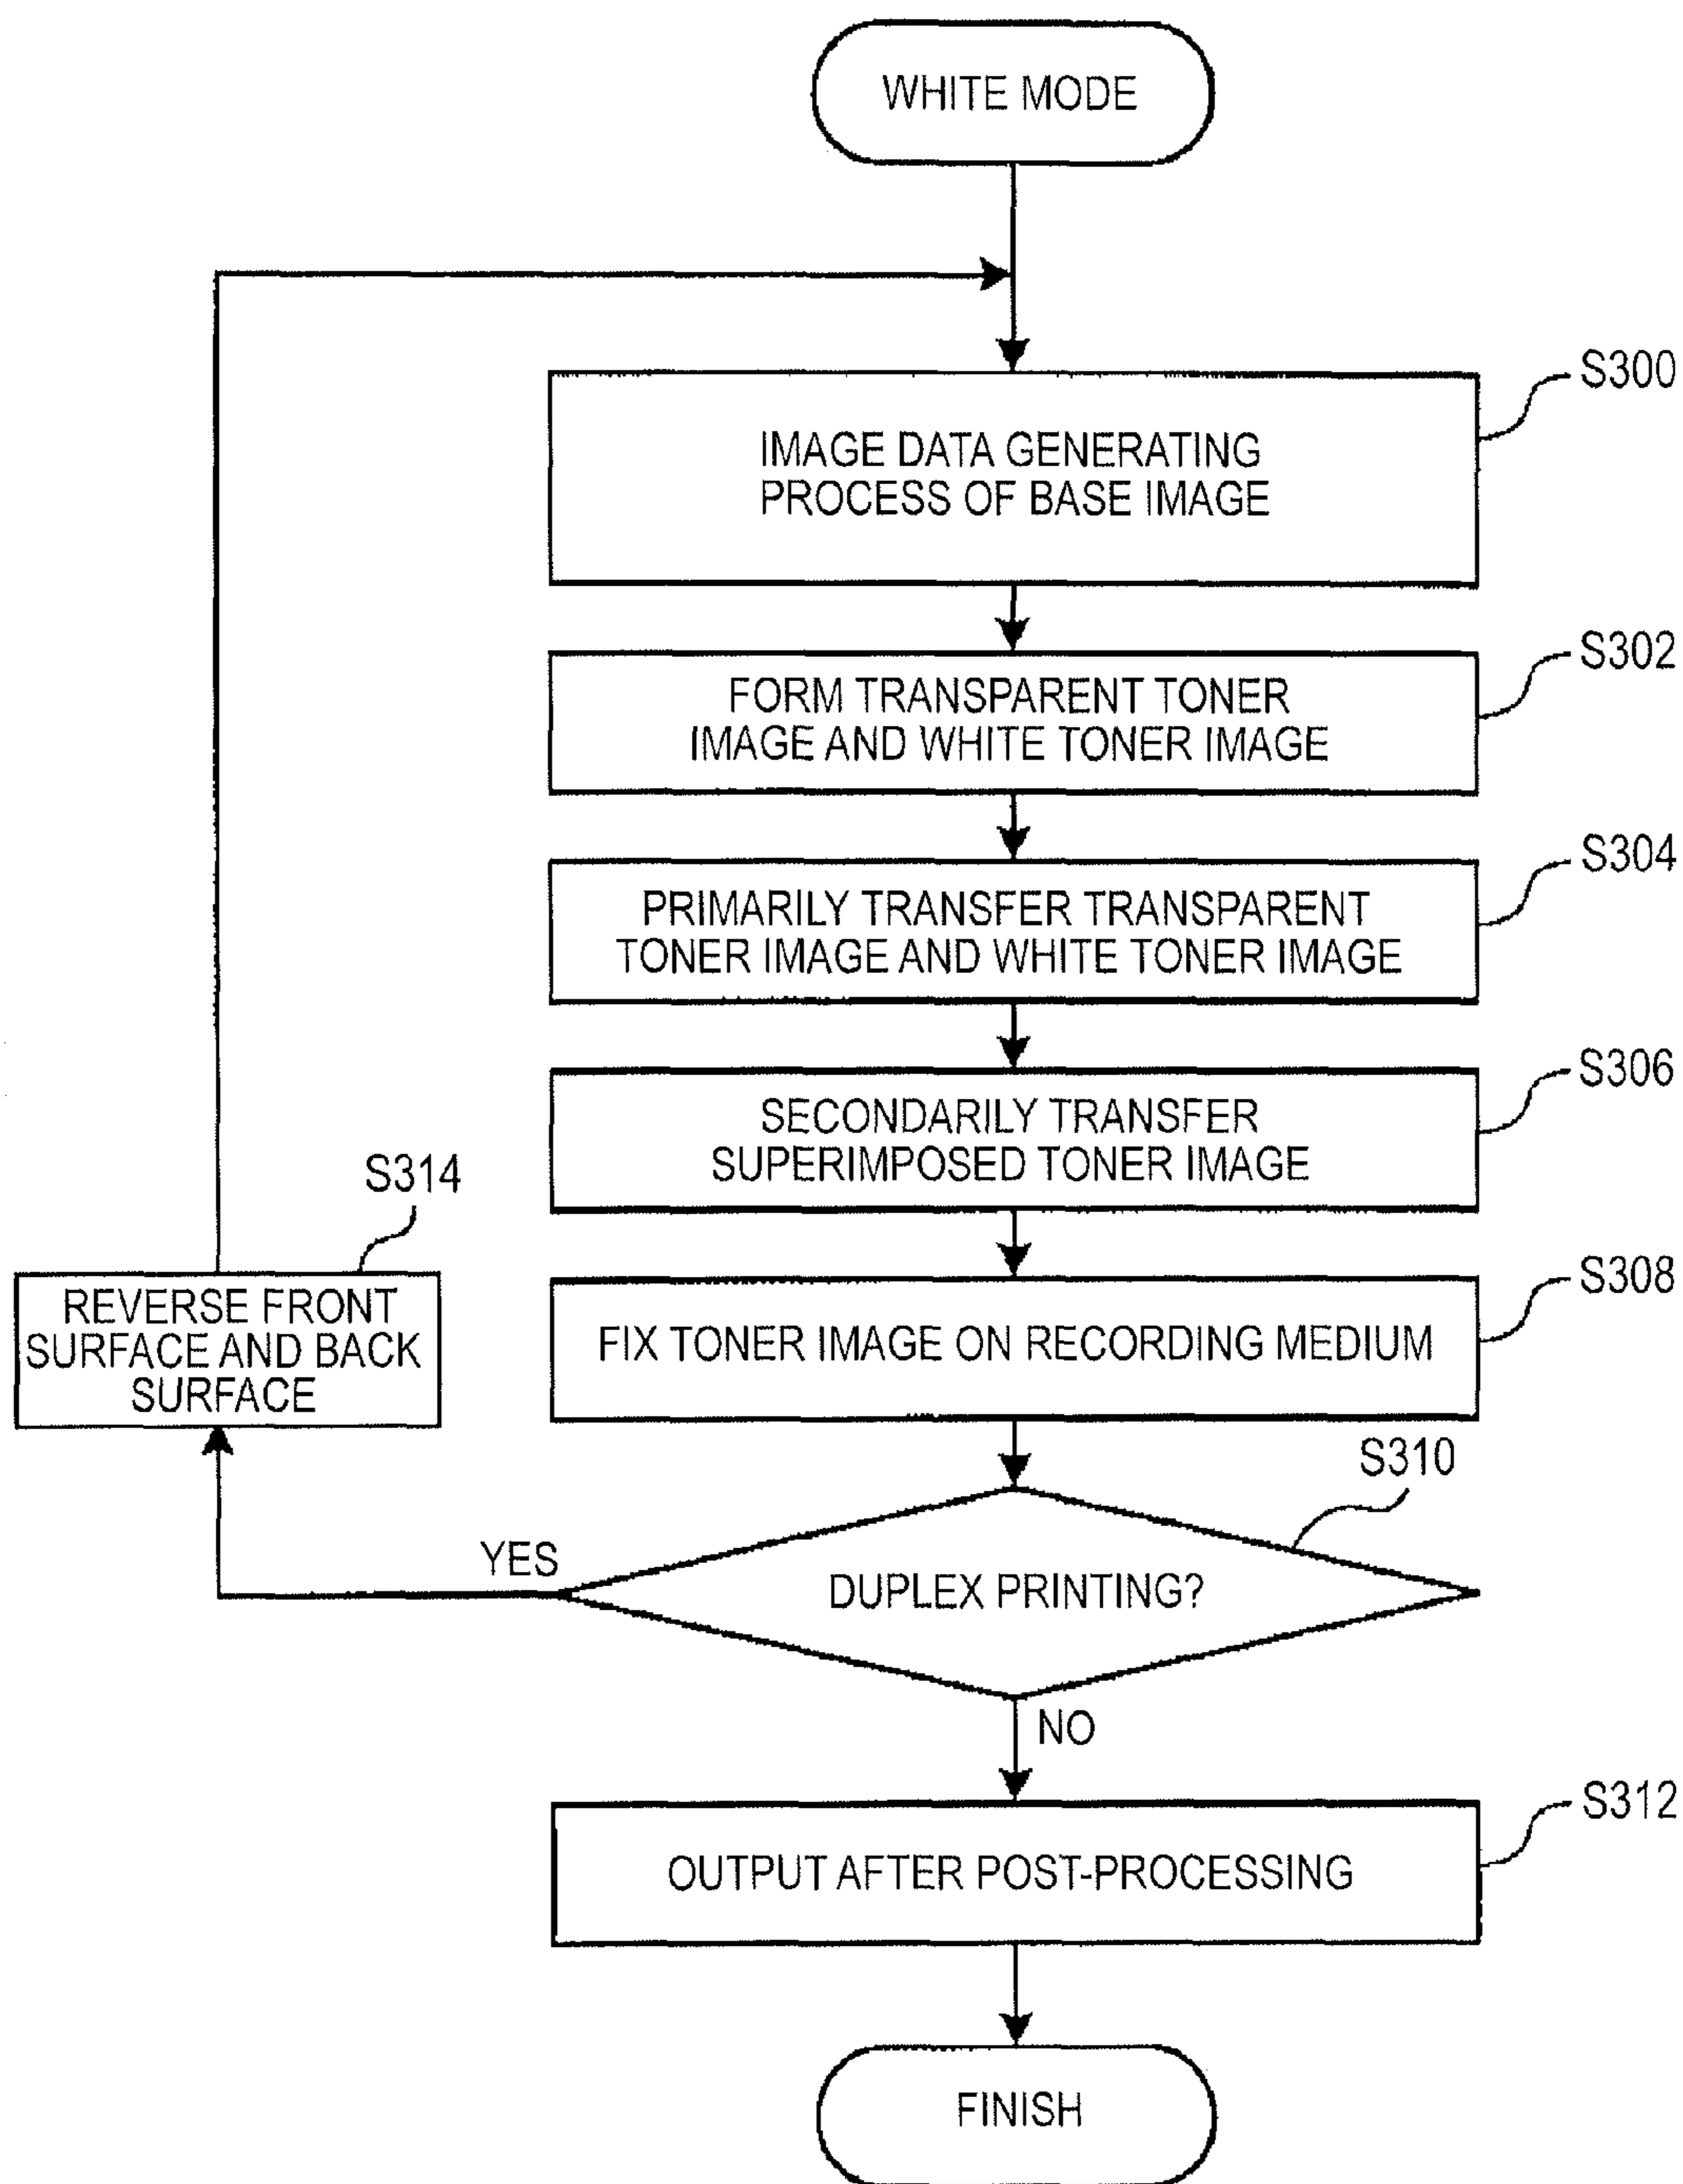 WHITE MODE
S300
IMAGE DATA GENERATING
PROCESS OF BASE IMAGE
S302
FORM TRANSPARENT TONER
IMAGE AND WHITE TONER IMAGE
S304
PRIMARILY TRANSFER TRANSPARENT
TONER IMAGE AND WHITE TONER IMAGE
S306
SECONDARILY TRANSFER
SUPERIMPOSED TONER IMAGE
S314
REVERSE FRONT
SURFACE AND BACK
SURFACE
S308
FIX TONER IMAGE ON RECORDING MEDIUM
S310
YES
DUPLEX PRINTING?
NO
S312
OUTPUT AFTER POST-PROCESSING
FINISH